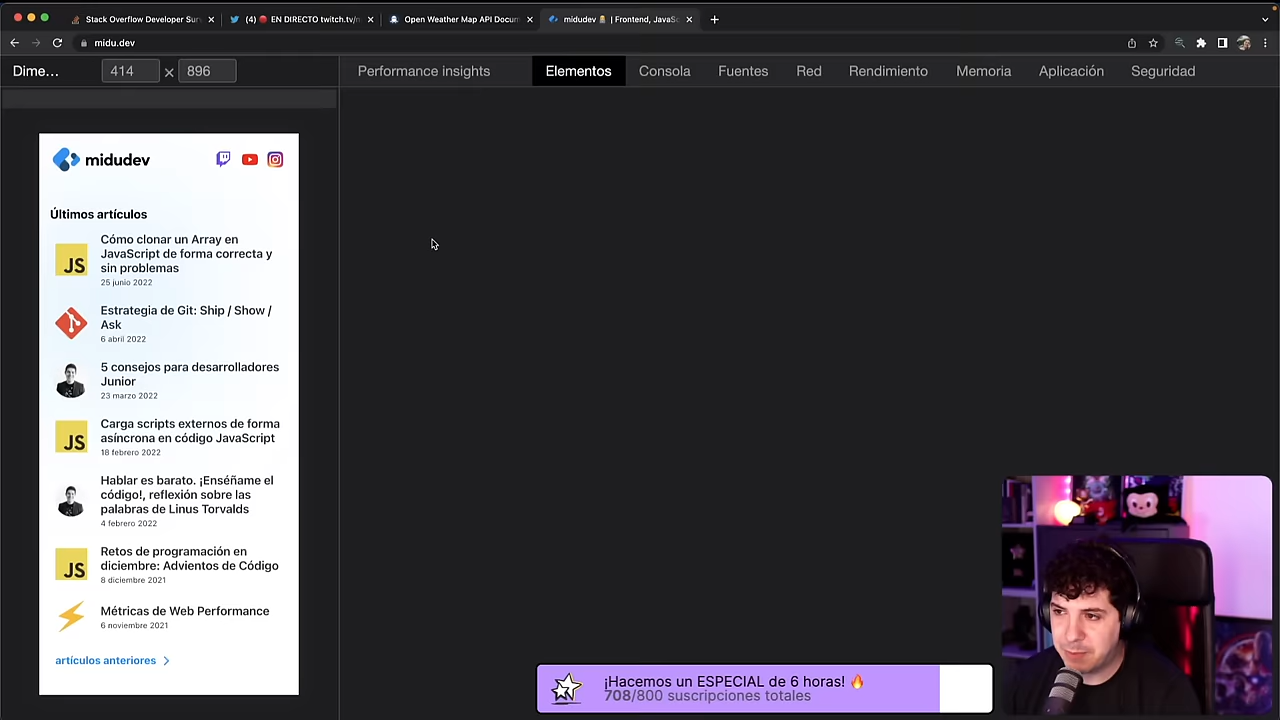 Stack Overflow Developer Sur
(4) 🔴 EN DIRECTO twitch.tv/
Open Weather Map API Docum
midudev | Frontend, JavaSc
midu.dev
Dime...
414 × 896
Performance insights
Elementos
Consola
Fuentes
Red
Rendimiento
Memoria
Aplicación
Seguridad
midudev
Últimos artículos
JS
Cómo clonar un Array en
JavaScript de forma correcta y
sin problemas
25 junio 2022
Estrategia de Git: Ship / Show /
Ask
6 abril 2022
5 consejos para desarrolladores
Junior
23 marzo 2022
JS
Carga scripts externos de forma
asíncrona en código JavaScript
18 febrero 2022
Hablar es barato. ¡Enséñame el
código!, reflexión sobre las
palabras de Linus Torvalds
4 febrero 2022
JS
Retos de programación en
diciembre: Advientos de Código
8 diciembre 2021
Métricas de Web Performance
6 noviembre 2021
artículos anteriores
¡Hacemos un ESPECIAL de 6 horas! 🔥
708/800 suscripciones totales